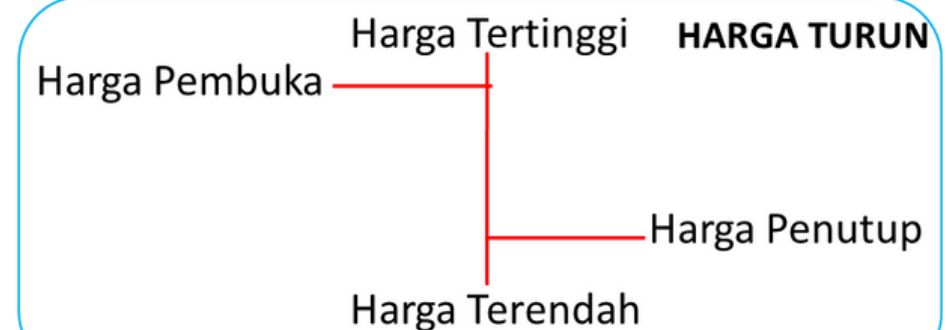 Harga Tertinggi
HARGA TURUN
Harga Pembuka
Harga Penutup
Harga Terendah